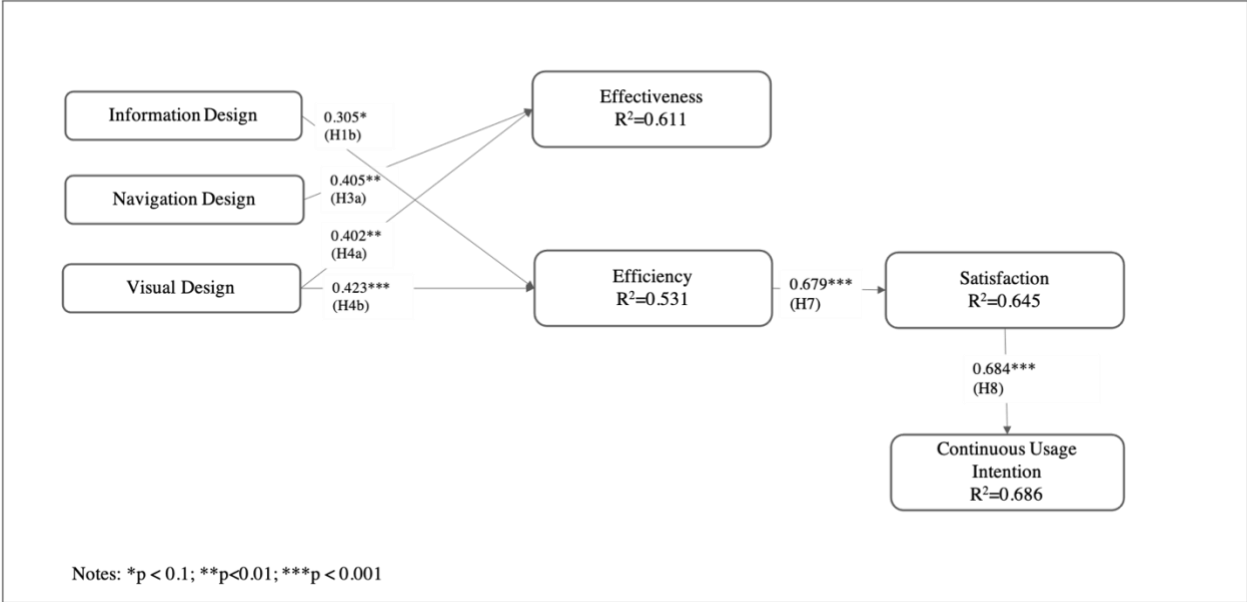 Information Design
0.305*
(H1b)
Effectiveness
R²=0.611
Navigation Design
0.405**
(H3a)
0.402**
(H4a)
Visual Design
0.423***
(H4b)
Efficiency
R²=0.531
0.679***
(H7)
Satisfaction
R²=0.645
0.684***
(H8)
Continuous Usage
Intention
R²=0.686
Notes: *p < 0.1; **p<0.01; ***p < 0.001